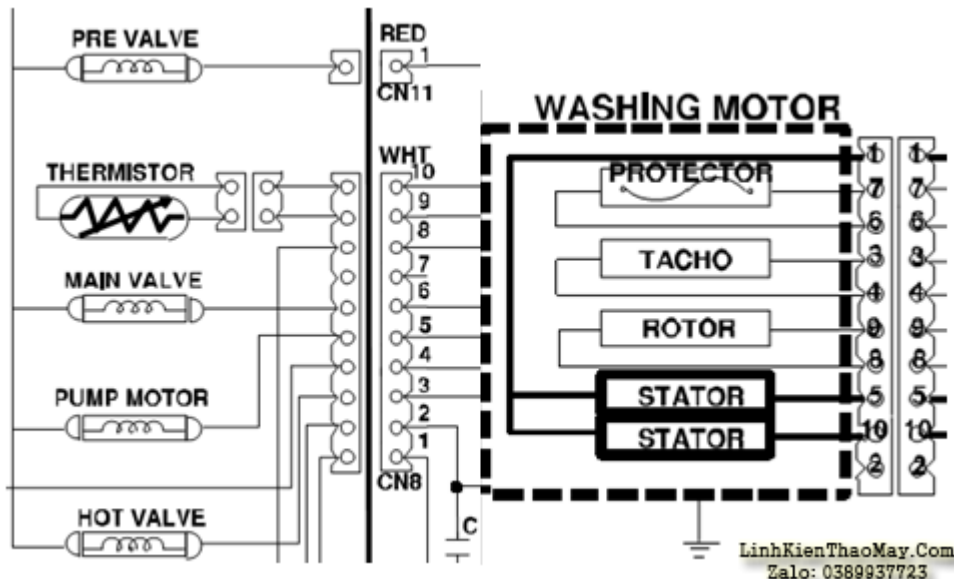 PRE VALVE
RED
1
CN11
WASHING MOTOR
THERMISTOR
WHT
10
9
8
7
6
5
4
3
2
1
CN8
MAIN VALVE
PUMP MOTOR
HOT VALVE
C
PROTECTOR
TACHO
ROTOR
STATOR
STATOR
1 1
7 7
6 6
3 3
4 4
9 9
8 8
5 5
10 10
2 2
LinhKienThaoMay.Com
Zalo: 0389937723